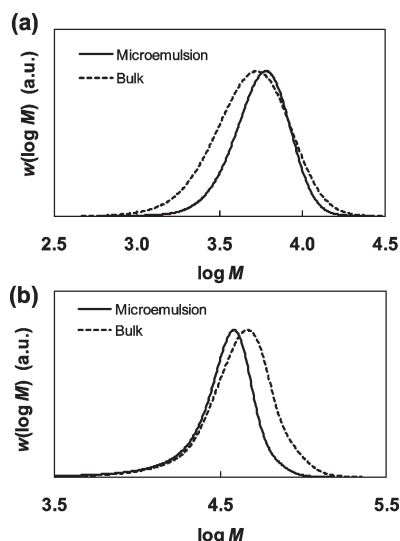 (a)
Microemulsion
Bulk
w(log M) (a.u.)
2.5 3.0 3.5 4.0 4.5
log M
(b)
Microemulsion
Bulk
w(log M) (a.u.)
3.5 4.5 5.5
log M